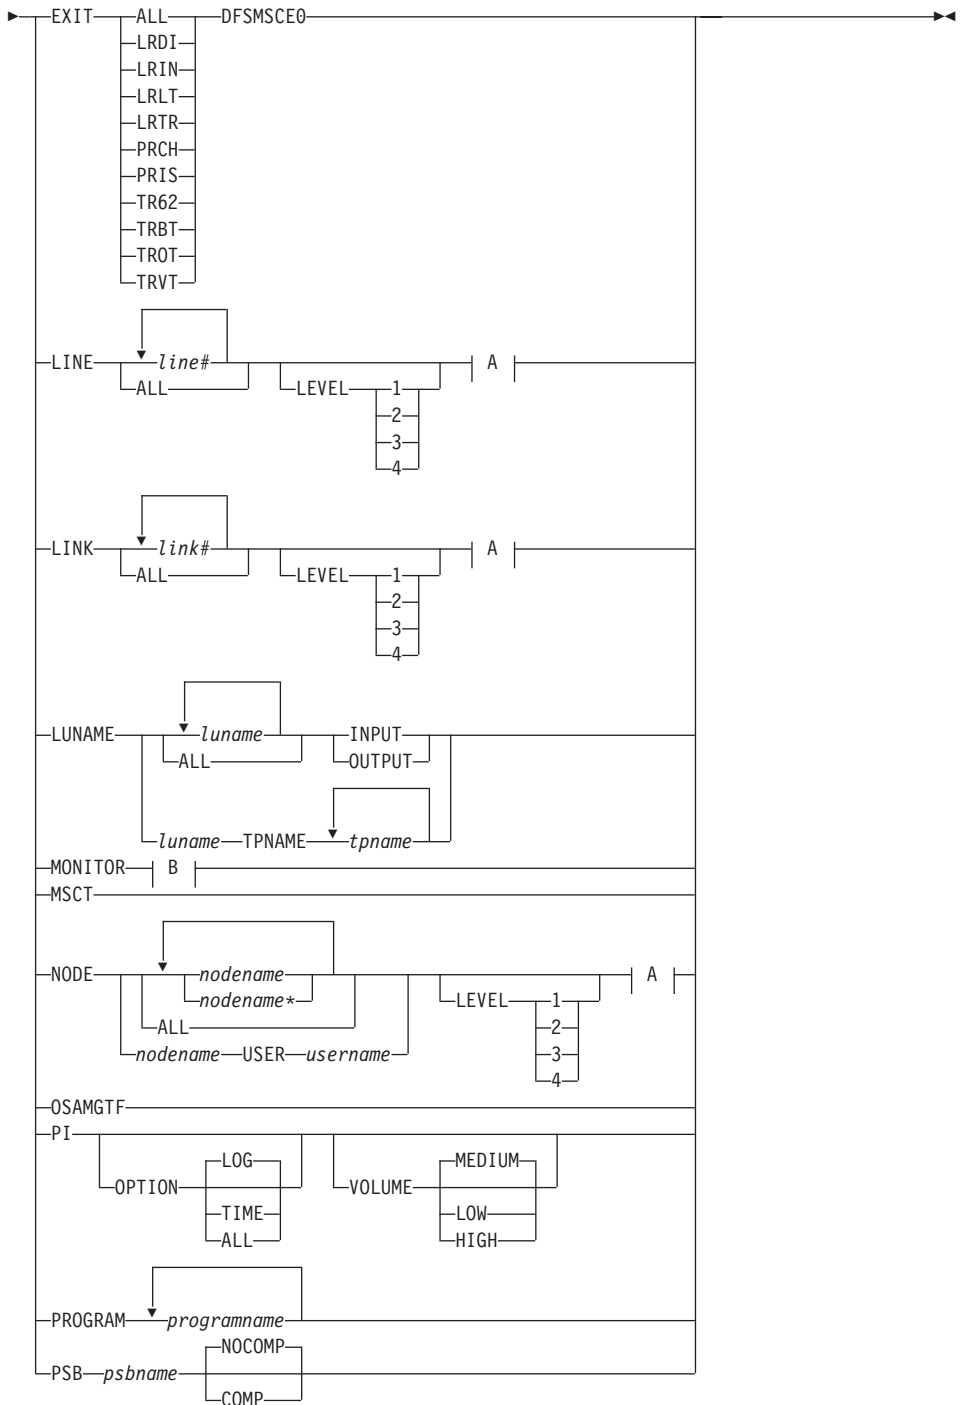 EXIT ALL DFSMSCE0
LRDI
LRIN
LRLT
LRTR
PRCH
PRIS
TR62
TRBT
TROT
TRVT
LINE line# A
ALL LEVEL 1
2
3
4
LINK link# A
ALL LEVEL 1
2
3
4
LUNAME luname INPUT
ALL OUTPUT
luname TPNAME tpname
MONITOR B
MSCT
NODE nodename A
nodename* LEVEL 1
ALL 2
nodename USER username 3
4
OSAMGTF
PI
LOG MEDIUM
OPTION VOLUME
TIME LOW
ALL HIGH
PROGRAM programname
NOCOMP
PSB psbname
COMP